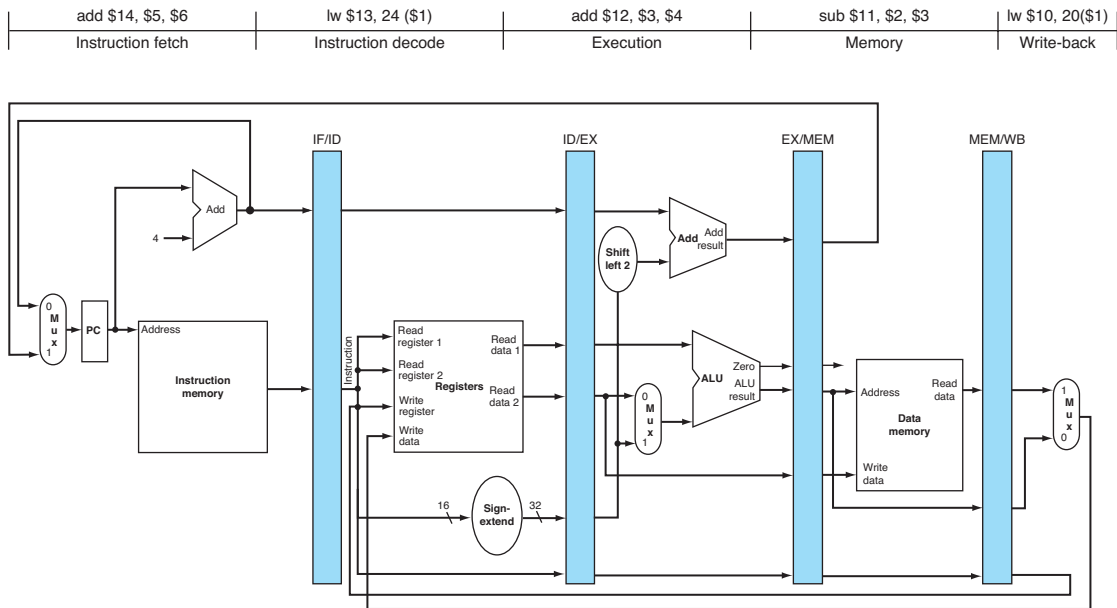 add $14, $5, $6
lw $13, 24 ($1)
add $12, $3, $4
sub $11, $2, $3
lw $10, 20($1)
Instruction fetch
Instruction decode
Execution
Memory
Write-back
IF/ID
ID/EX
EX/MEM
MEM/WB
Add
4
Shift
left 2
Add
Add
result
0
M
u
x
1
PC
Address
Instruction
memory
Instruction
Read
register 1
Read
register 2
Write
register
Write
data
Registers
Read
data 1
Read
data 2
0
M
u
x
1
ALU
Zero
ALU
result
Address
Read
data
Data
memory
Write
data
1
M
u
x
0
16
Sign-
extend
32